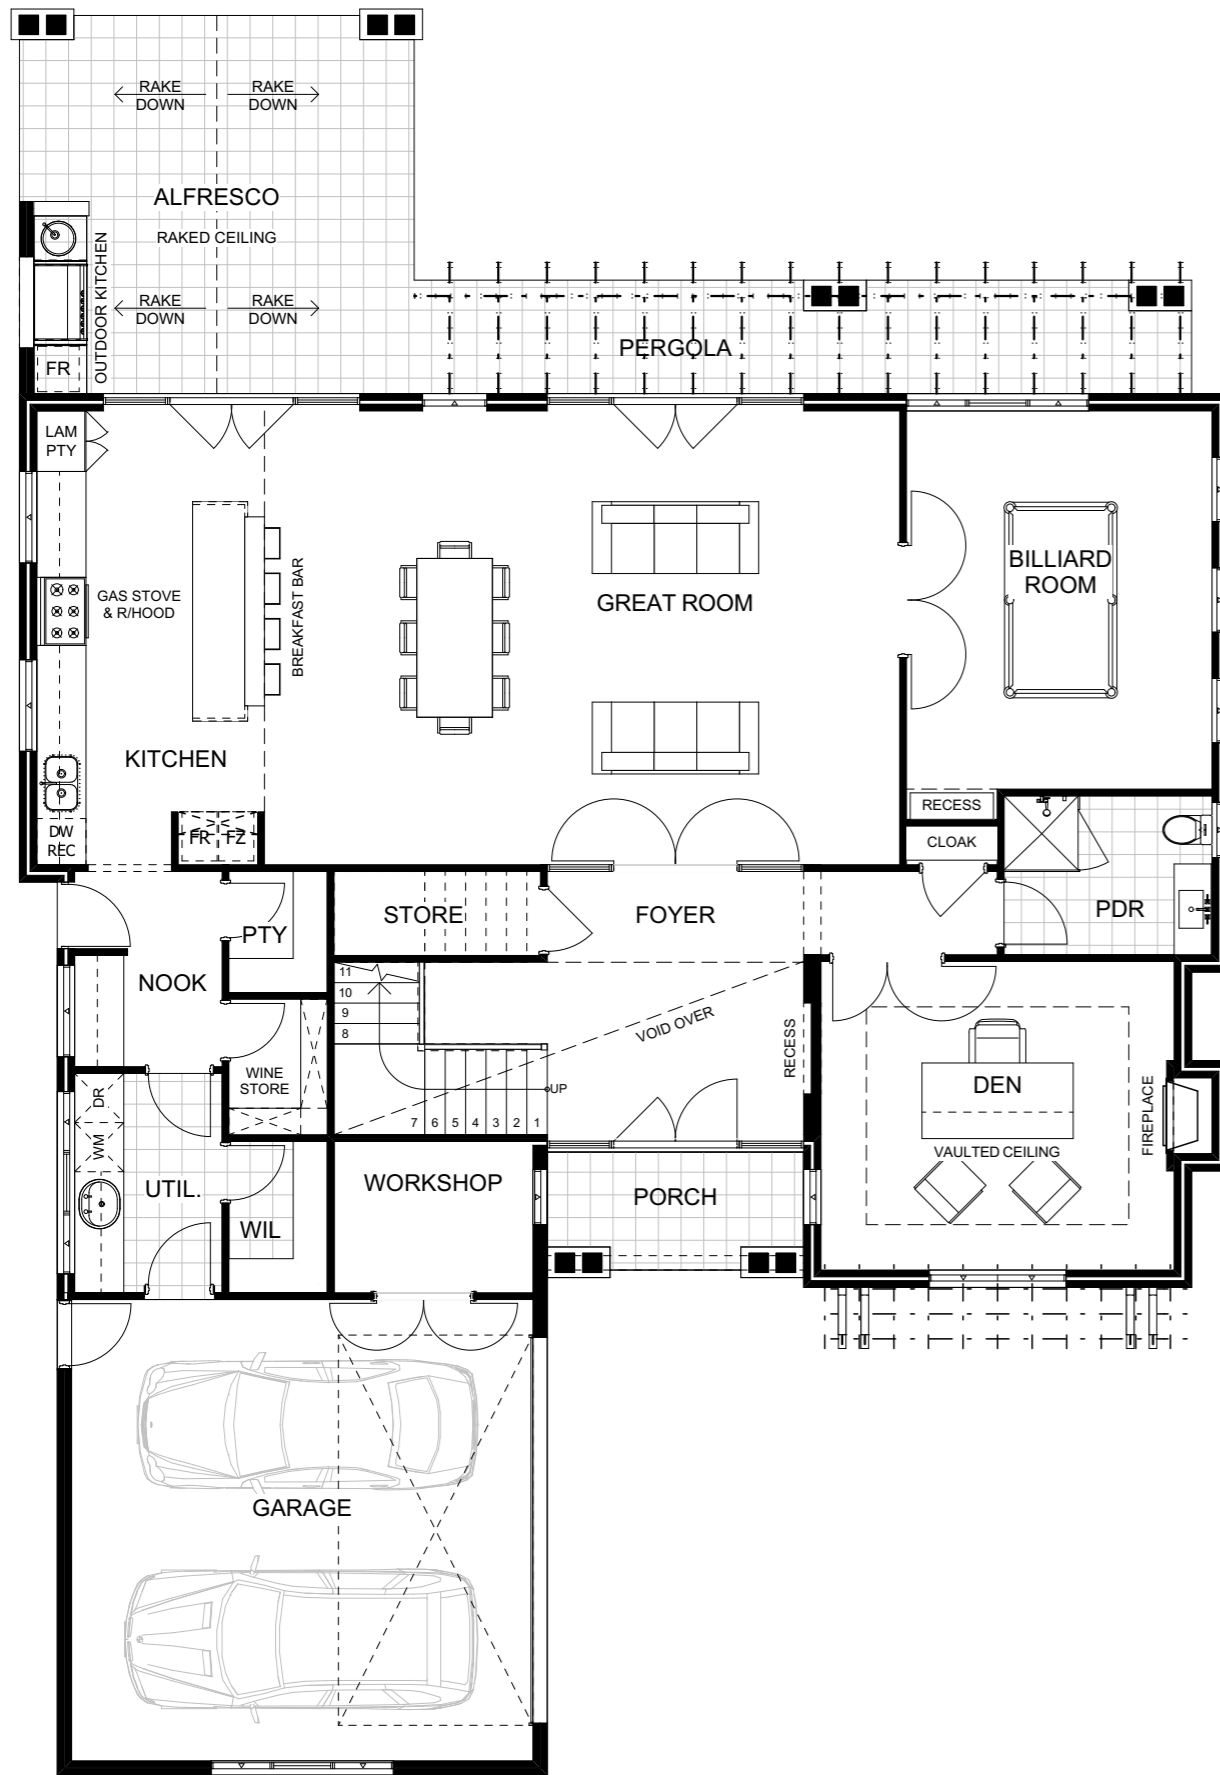 RAKE
DOWN
RAKE
DOWN
ALFRESCO
RAKED CEILING
OUTDOOR KITCHEN
RAKE
DOWN
RAKE
DOWN
FR
PERGOLA
LAM
PTY
GAS STOVE
& R/HOOD
BREAKFAST BAR
GREAT ROOM
BILLIARD
ROOM
KITCHEN
DW
REC
FR
FZ
RECESS
CLOAK
STORE
FOYER
PDR
PTY
NOOK
11
10
9
8
VOID OVER
RECESS
WINE
STORE
UP
7 6 5 4 3 2 1
DEN
VAULTED CEILING
FIREPLACE
DR
WM
UTIL.
WIL
WORKSHOP
PORCH
GARAGE